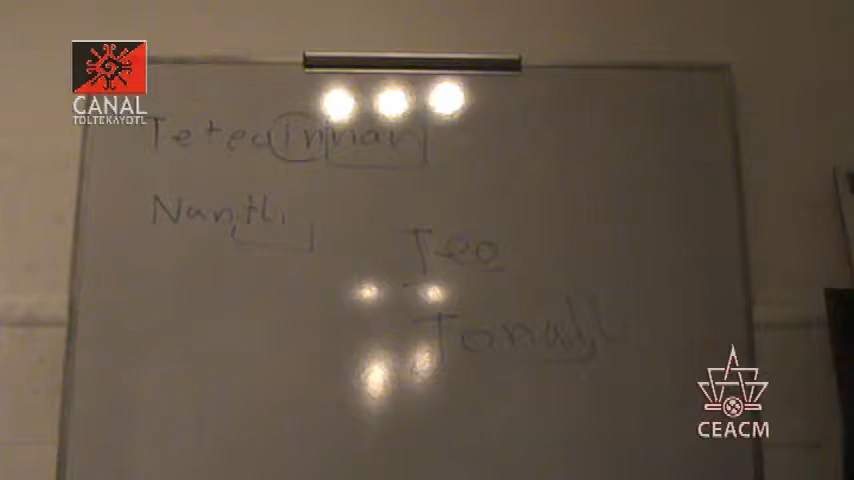 CANAL
TOLTEKAYOTL
Teteoinnan
Nantli
Teo
Tonalli
CEACM